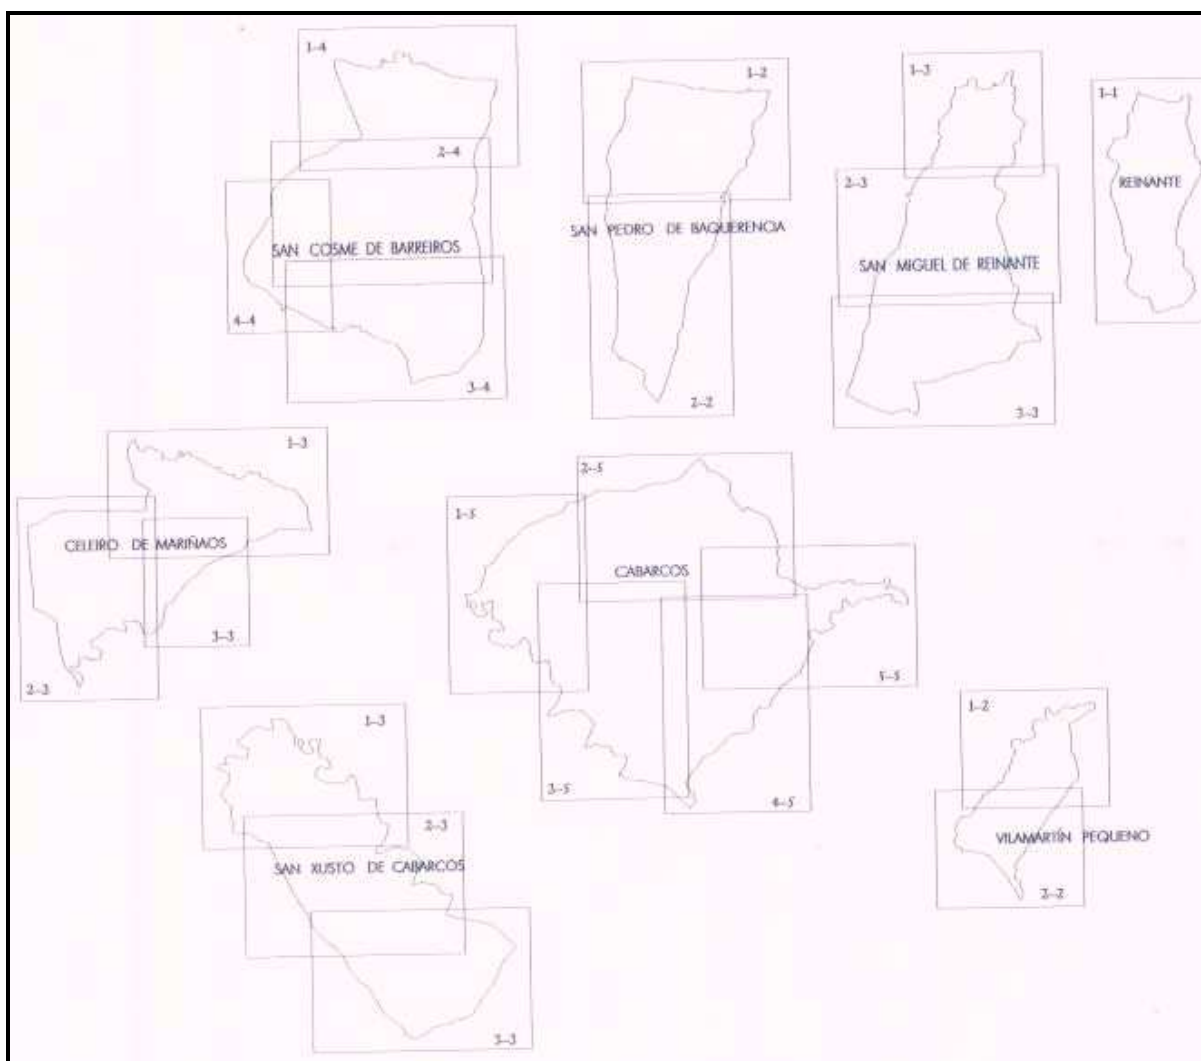 1-4
2-4
SAN COSME DE BARREIROS
4-4
3-4
1-2
SAN PEDRO DE BAQUERENCIA
2-2
1-3
2-3
SAN MIGUEL DE REINANTE
3-3
1-1
REINANTE
1-3
CELEIRO DE MARIÑAOS
3-3
2-3
2-5
1-5
CABARCOS
5-5
3-5
4-5
1-3
2-3
SAN XUSTO DE CABARCOS
3-3
1-2
VILAMARTÍN PEQUENO
2-2